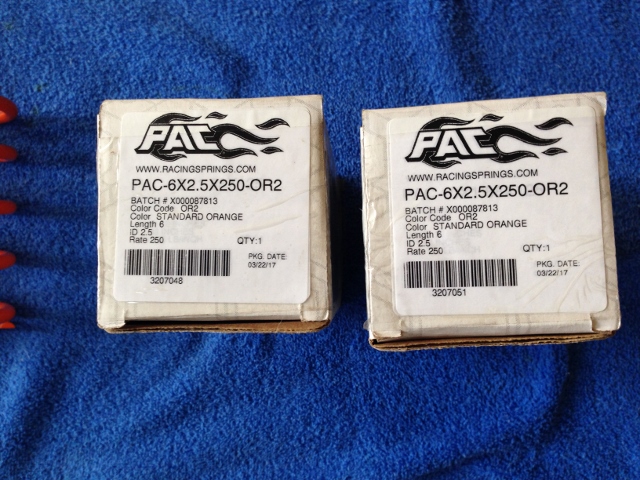 PAC
WWW.RACINGSPRINGS.COM
PAC-6X2.5X250-OR2
BATCH # X000087813
Color Code OR2
Color STANDARD ORANGE
Length 6
ID 2.5
Rate 250
QTY:1
PKG. DATE:
03/22/17
3207048
PAC
WWW.RACINGSPRINGS.COM
PAC-6X2.5X250-OR2
BATCH # X000087813
Color Code OR2
Color STANDARD ORANGE
Length 6
ID 2.5
Rate 250
QTY:1
PKG. DATE:
03/22/17
3207051